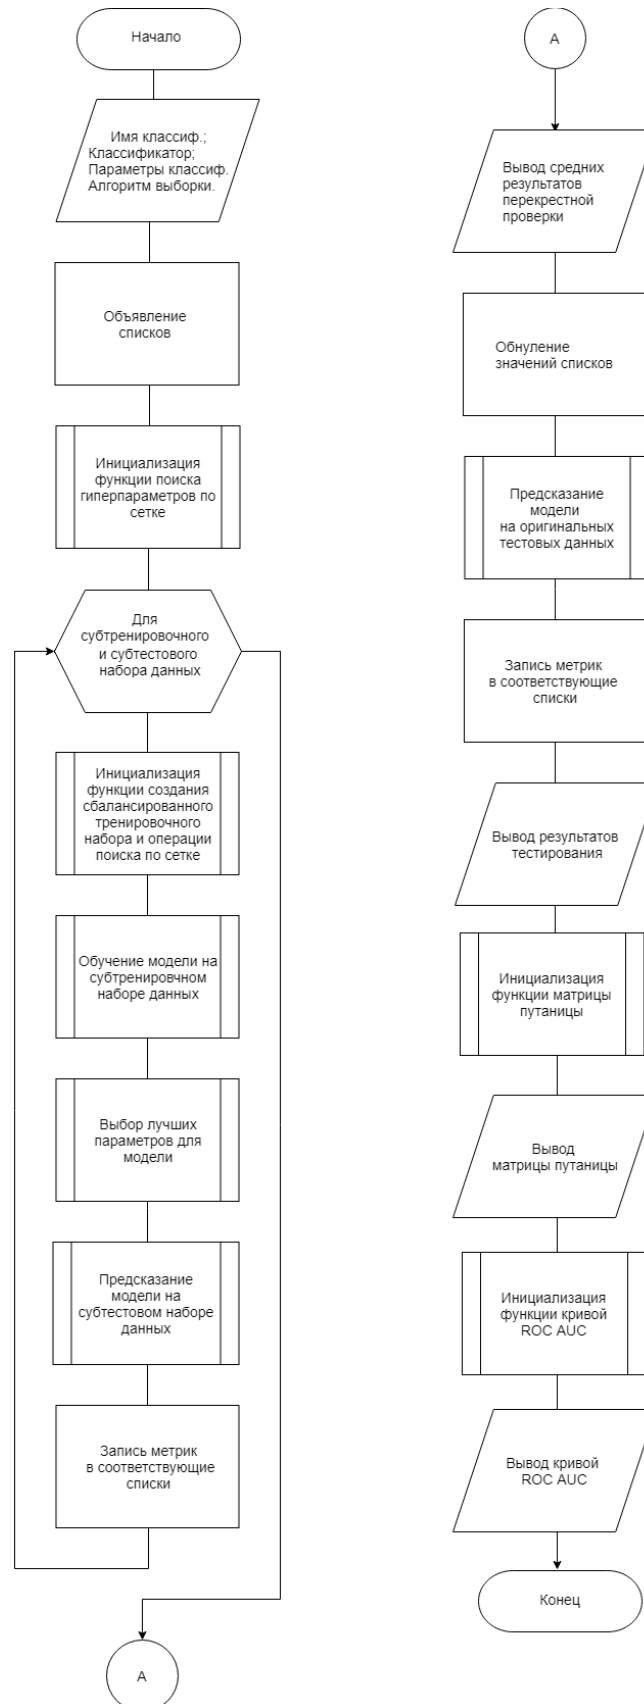 Начало
Имя классиф.;
Классификатор;
Параметры классиф.
Алгоритм выборки.
Объявление
списков
Инициализация
функции поиска
гиперпараметров по
сетке
Для
субтренировочного
и субтестового
набора данных
Инициализация
функции создания
сбалансированного
тренировочного
набора и операции
поиска по сетке
Обучение модели на
субтренировчном
наборе данных
Выбор лучших
параметров для
модели
Предсказание
модели на
субтестовом наборе
данных
Запись метрик
в соответствующие
списки
А
А
Вывод средних
результатов
перекрестной
проверки
Обнуление
значений списков
Предсказание
модели
на оригинальных
тестовых данных
Запись метрик
в соответствующие
списки
Вывод результатов
тестирования
Инициализация
функции матрицы
путаницы
Вывод
матрицы путаницы
Инициализация
функции кривой
ROC AUC
Вывод кривой
ROC AUC
Конец